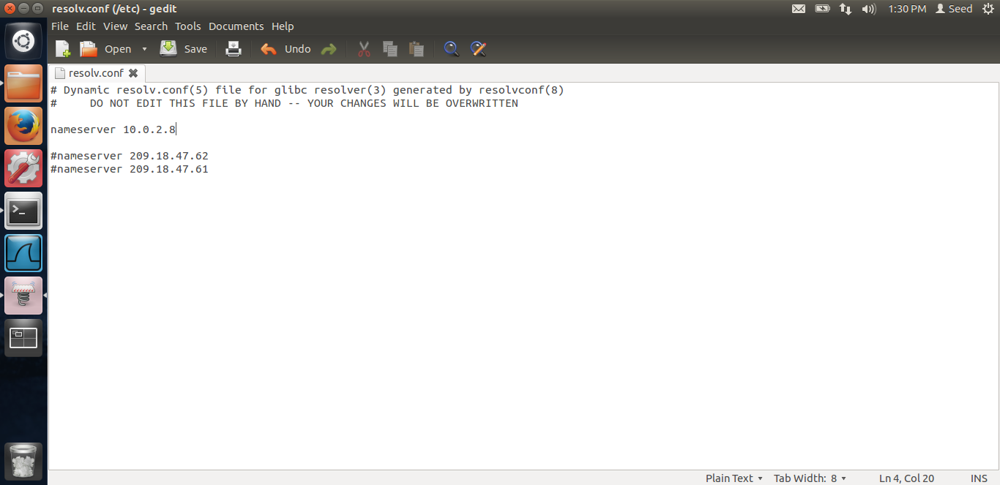 resolv.conf (/etc) - gedit
1:30 PM Seed
File Edit View Search Tools Documents Help
Open Save Undo
resolv.conf
# Dynamic resolv.conf(5) file for glibc resolver(3) generated by resolvconf(8)
#     DO NOT EDIT THIS FILE BY HAND -- YOUR CHANGES WILL BE OVERWRITTEN
nameserver 10.0.2.8
#nameserver 209.18.47.62
#nameserver 209.18.47.61
Plain Text Tab Width: 8 Ln 4, Col 20 INS